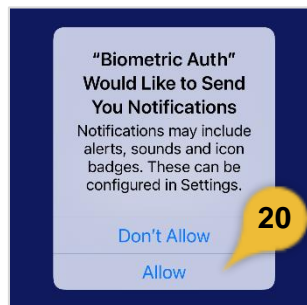 “Biometric Auth”
Would Like to Send
You Notifications
Notifications may include
alerts, sounds and icon
badges. These can be
configured in Settings.
Don’t Allow
20
Allow